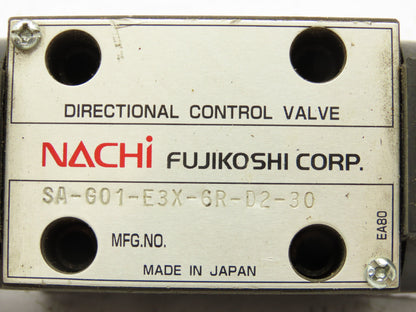 DIRECTIONAL CONTROL VALVE
NACHi FUJIKOSHI CORP.
SA-G01-E3X-GR-D2-30
MFG.NO.
EA80
MADE IN JAPAN